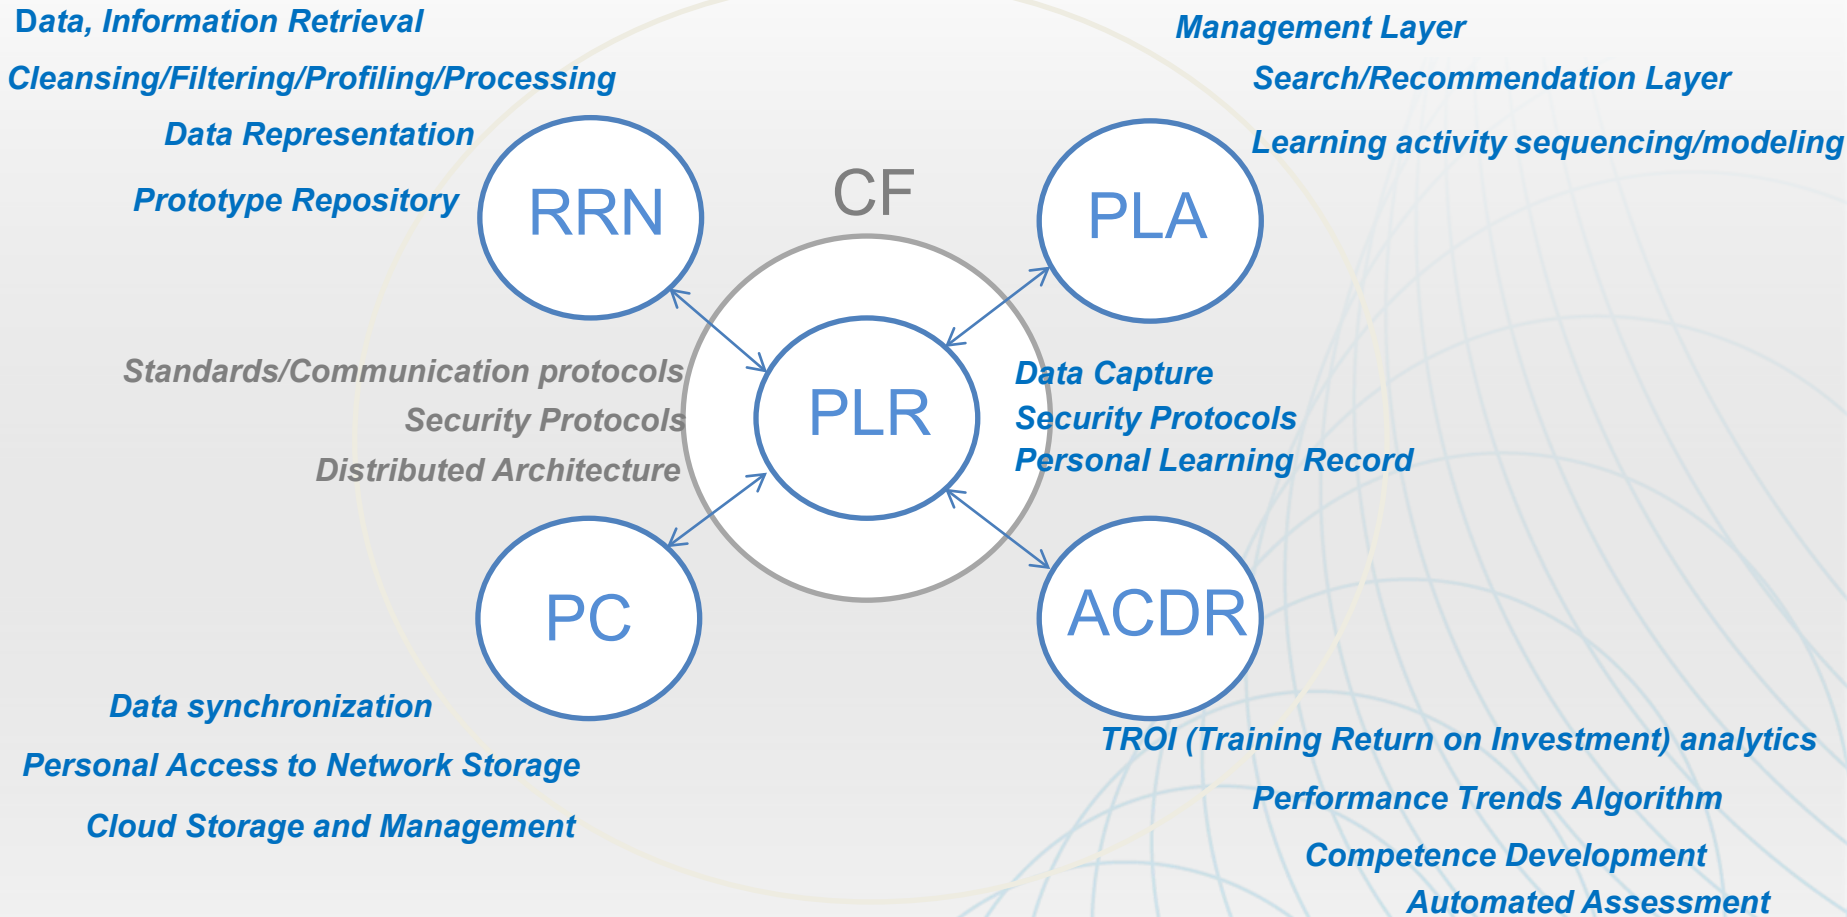 Data, Information Retrieval
Cleansing/Filtering/Profiling/Processing
Data Representation
Prototype Repository
RRN
Management Layer
Search/Recommendation Layer
Learning activity sequencing/modeling
PLA
CF
Standards/Communication protocols
Security Protocols
Distributed Architecture
PLR
Data Capture
Security Protocols
Personal Learning Record
PC
Data synchronization
Personal Access to Network Storage
Cloud Storage and Management
ACDR
TROI (Training Return on Investment) analytics
Performance Trends Algorithm
Competence Development
Automated Assessment